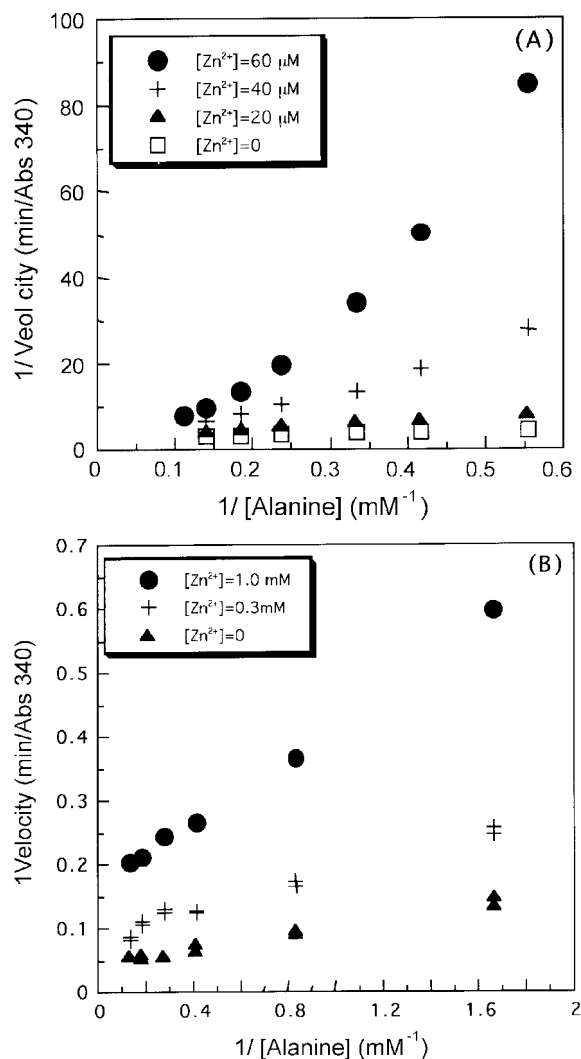 (A)
[Zn²⁺]=60 μM
[Zn²⁺]=40 μM
[Zn²⁺]=20 μM
[Zn²⁺]=0
100
80
60
40
20
0
1/ Veol city (min/Abs 340)
0 0.1 0.2 0.3 0.4 0.5 0.6
1/ [Alanine] (mM⁻¹)
(B)
[Zn²⁺]=1.0 mM
[Zn²⁺]=0.3mM
[Zn²⁺]=0
0.7
0.6
0.5
0.4
0.3
0.2
0.1
0
1Velocity (min/Abs 340)
0 0.4 0.8 1.2 1.6 2
1/ [Alanine] (mM⁻¹)